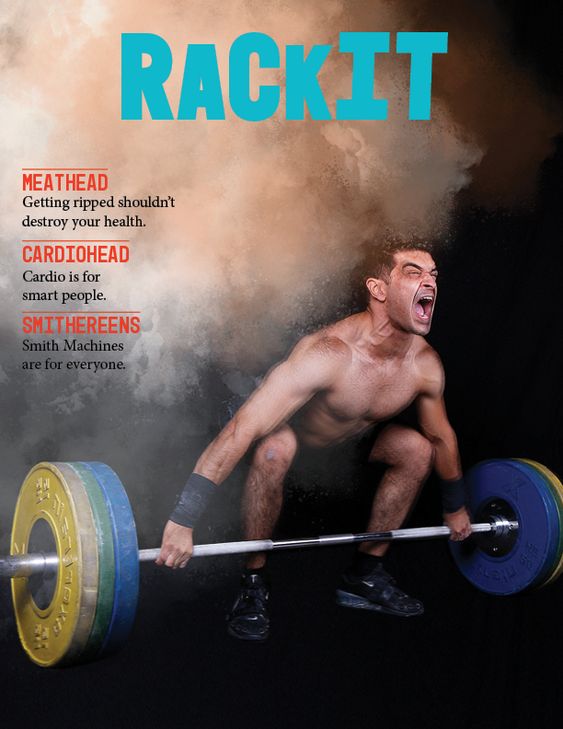 RACKIT
MEATHEAD
Getting ripped shouldn't
destroy your health.
CARDIOHEAD
Cardio is for
smart people.
SMITHEREENS
Smith Machines
are for everyone.